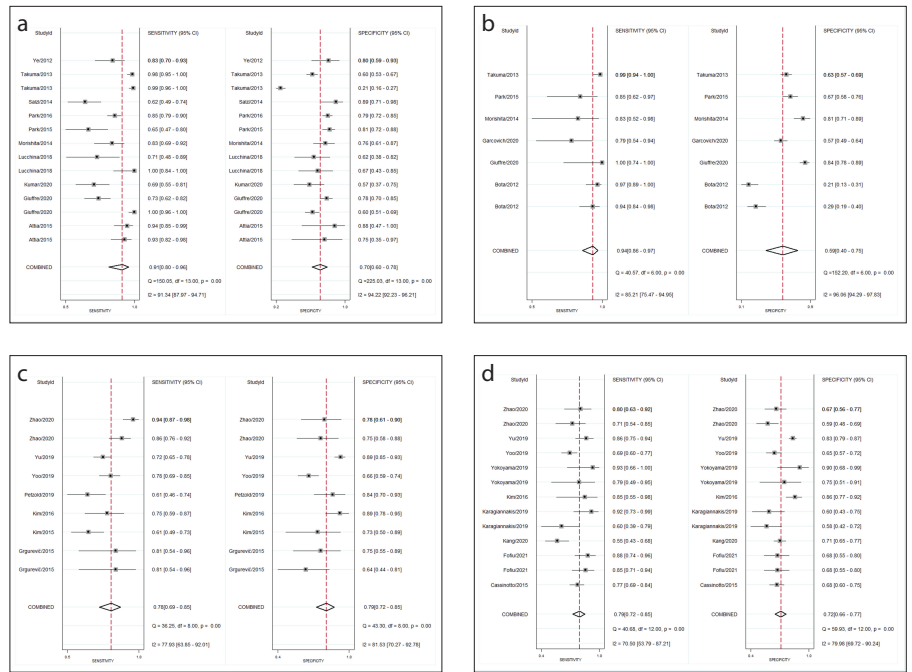 a
StudyId SENSITIVITY (95% CI) StudyId SPECIFICITY (95% CI)
Ye/2012 0.83 [0.70 - 0.93] Ye/2012 0.80 [0.59 - 0.93]
Takuma/2013 0.98 [0.95 - 1.00] Takuma/2013 0.60 [0.53 - 0.67]
Takuma/2013 0.99 [0.96 - 1.00] Takuma/2013 0.21 [0.16 - 0.27]
2014 0.62 [0.49 - 0.74] 2014 0.69 [0.71 - 0.98]
Park/2016 0.85 [0.79 - 0.90] Park/2016 0.79 [0.72 - 0.85]
Park/2015 0.65 [0.47 - 0.80] Park/2015 0.81 [0.72 - 0.88]
Morishita/2014 0.83 [0.69 - 0.92] Morishita/2014 0.76 [0.61 - 0.87]
Lucchina/2018 0.71 [0.48 - 0.89] Lucchina/2018 0.62 [0.38 - 0.82]
Lucchina/2018 1.00 [0.84 - 1.00] Lucchina/2018 0.67 [0.43 - 0.85]
Kumar/2020 0.69 [0.55 - 0.81] Kumar/2020 0.57 [0.37 - 0.75]
Giuffre/2020 0.73 [0.62 - 0.82] Giuffre/2020 0.78 [0.70 - 0.85]
Giuffre/2020 1.00 [0.96 - 1.00] Giuffre/2020 0.60 [0.51 - 0.69]
Attia/2015 0.94 [0.85 - 0.99] Attia/2015 0.88 [0.47 - 1.00]
Attia/2015 0.93 [0.82 - 0.98] Attia/2015 0.75 [0.35 - 0.97]
COMBINED 0.91[0.80 - 0.96] COMBINED 0.70[0.60 - 0.78]
Q =150.05, df = 13.00, p = 0.00 Q =225.03, df = 13.00, p = 0.00
I2 = 91.34 [87.97 - 94.71] I2 = 94.22 [92.23 - 96.21]
0.5 1.0 0.2 1.0
SENSITIVITY SPECIFICITY
b
StudyId SENSITIVITY (95% CI) StudyId SPECIFICITY (95% CI)
Takuma/2013 0.99 [0.94 - 1.00] Takuma/2013 0.63 [0.57 - 0.69]
Park/2015 0.85 [0.62 - 0.97] Park/2015 0.67 [0.58 - 0.76]
Morishita/2014 0.83 [0.52 - 0.98] Morishita/2014 0.81 [0.71 - 0.89]
Garcovich/2020 0.79 [0.54 - 0.94] Garcovich/2020 0.57 [0.49 - 0.64]
Giuffre/2020 1.00 [0.74 - 1.00] Giuffre/2020 0.84 [0.78 - 0.89]
Bota/2012 0.97 [0.89 - 1.00] Bota/2012 0.21 [0.13 - 0.31]
Bota/2012 0.94 [0.84 - 0.98] Bota/2012 0.29 [0.19 - 0.40]
COMBINED 0.94[0.86 - 0.97] COMBINED 0.59[0.40 - 0.75]
Q = 40.57, df = 6.00, p = 0.00 Q =152.20, df = 6.00, p = 0.00
I2 = 85.21 [75.47 - 94.95] I2 = 96.06 [94.29 - 97.83]
0.5 1.0 0.1 0.9
SENSITIVITY SPECIFICITY
c
StudyId SENSITIVITY (95% CI) StudyId SPECIFICITY (95% CI)
Zhao/2020 0.94 [0.87 - 0.98] Zhao/2020 0.78 [0.61 - 0.90]
Zhao/2020 0.86 [0.76 - 0.92] Zhao/2020 0.75 [0.58 - 0.88]
Yu/2019 0.72 [0.65 - 0.78] Yu/2019 0.89 [0.85 - 0.93]
Yoo/2019 0.78 [0.69 - 0.85] Yoo/2019 0.66 [0.59 - 0.74]
Petzold/2019 0.61 [0.46 - 0.74] Petzold/2019 0.84 [0.70 - 0.93]
Kim/2016 0.75 [0.59 - 0.87] Kim/2016 0.89 [0.78 - 0.95]
Kim/2015 0.61 [0.49 - 0.73] Kim/2015 0.73 [0.50 - 0.89]
Grgurević/2015 0.81 [0.54 - 0.96] Grgurević/2015 0.75 [0.55 - 0.89]
Grgurević/2015 0.81 [0.54 - 0.96] Grgurević/2015 0.64 [0.44 - 0.81]
COMBINED 0.78[0.69 - 0.85] COMBINED 0.79[0.72 - 0.85]
Q = 36.25, df = 8.00, p = 0.00 Q = 43.30, df = 8.00, p = 0.00
I2 = 77.93 [63.85 - 92.01] I2 = 81.53 [70.27 - 92.78]
0.5 1.0 0.4 1.0
SENSITIVITY SPECIFICITY
d
StudyId SENSITIVITY (95% CI) StudyId SPECIFICITY (95% CI)
Zhao/2020 0.80 [0.63 - 0.92] Zhao/2020 0.67 [0.56 - 0.77]
Zhao/2020 0.71 [0.54 - 0.85] Zhao/2020 0.59 [0.48 - 0.69]
Yu/2019 0.86 [0.75 - 0.94] Yu/2019 0.83 [0.79 - 0.87]
Yoo/2019 0.69 [0.60 - 0.77] Yoo/2019 0.65 [0.57 - 0.72]
Yokoyama/2019 0.93 [0.66 - 1.00] Yokoyama/2019 0.90 [0.68 - 0.99]
Yokoyama/2019 0.79 [0.49 - 0.95] Yokoyama/2019 0.75 [0.51 - 0.91]
Kim/2016 0.85 [0.55 - 0.98] Kim/2016 0.86 [0.77 - 0.92]
Karagiannakis/2019 0.92 [0.73 - 0.99] Karagiannakis/2019 0.60 [0.43 - 0.75]
Karagiannakis/2019 0.60 [0.39 - 0.79] Karagiannakis/2019 0.58 [0.42 - 0.72]
Kang/2020 0.55 [0.43 - 0.68] Kang/2020 0.71 [0.65 - 0.77]
Fofiu/2021 0.88 [0.74 - 0.96] Fofiu/2021 0.68 [0.55 - 0.80]
Fofiu/2021 0.85 [0.71 - 0.94] Fofiu/2021 0.68 [0.55 - 0.80]
Cassinotto/2015 0.77 [0.69 - 0.84] Cassinotto/2015 0.68 [0.60 - 0.75]
COMBINED 0.79[0.72 - 0.85] COMBINED 0.72[0.66 - 0.77]
Q = 40.68, df = 12.00, p = 0.00 Q = 59.93, df = 12.00, p = 0.00
I2 = 70.50 [53.79 - 87.21] I2 = 79.98 [69.72 - 90.24]
0.4 1.0 0.4 1.0
SENSITIVITY SPECIFICITY